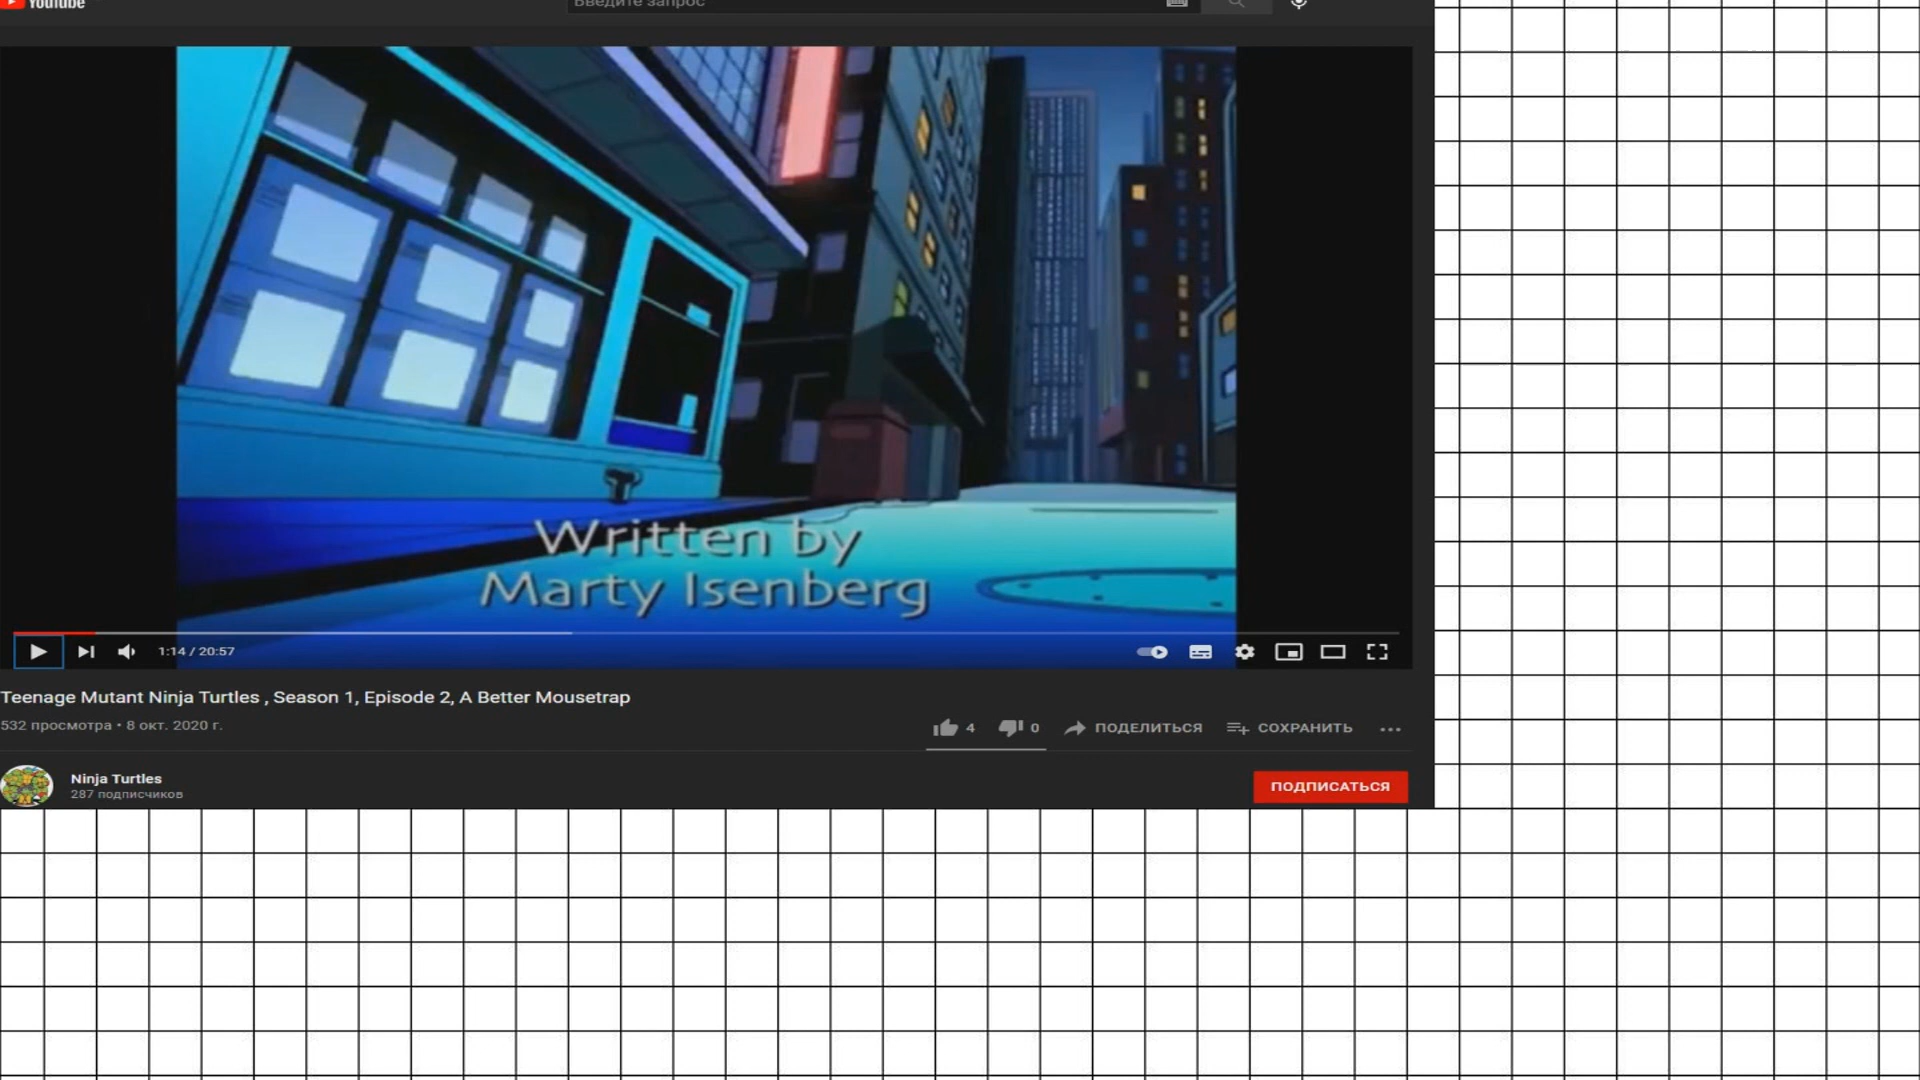 YouTube
Введите запрос
Written by
Marty Isenberg
1:14 / 20:57
Teenage Mutant Ninja Turtles , Season 1, Episode 2, A Better Mousetrap
532 просмотра • 8 окт. 2020 г.
4
0
ПОДЕЛИТЬСЯ
СОХРАНИТЬ
Ninja Turtles
287 подписчиков
ПОДПИСАТЬСЯ